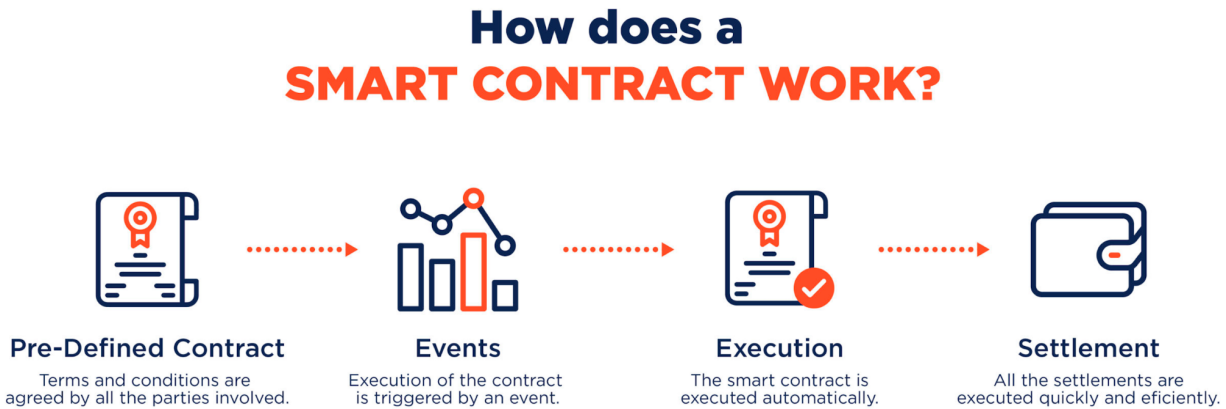 How does a
SMART CONTRACT WORK?
Pre-Defined Contract
Terms and conditions are
agreed by all the parties involved.
Events
Execution of the contract
is triggered by an event.
Execution
The smart contract is
executed automatically.
Settlement
All the settlements are
executed quickly and eficiently.